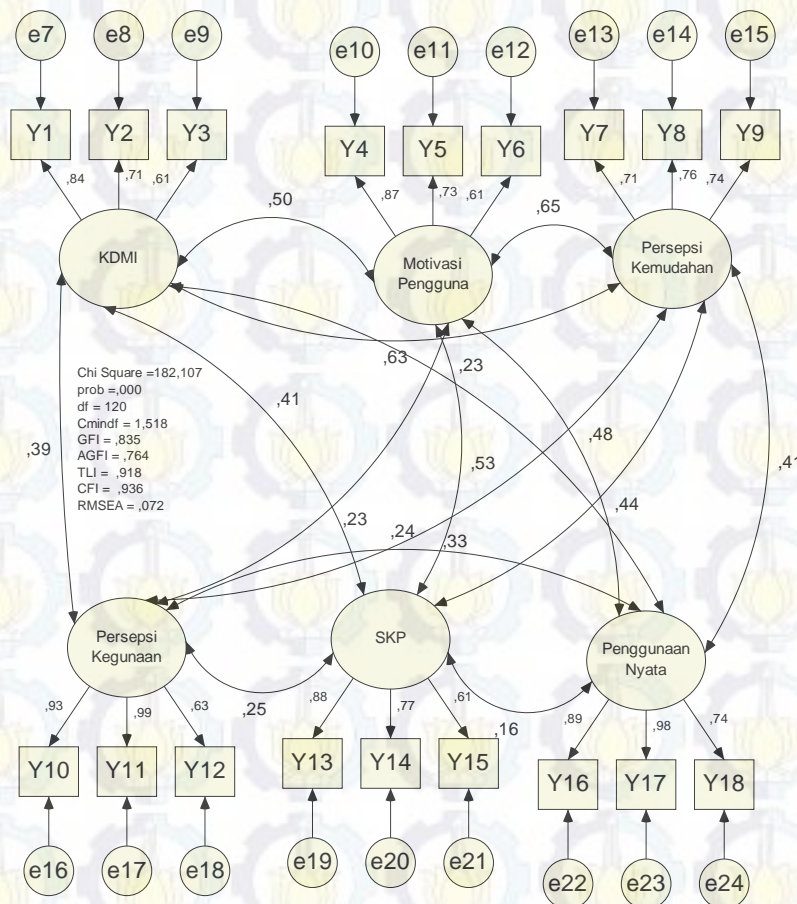 e7
e8
e9
e10
e11
e12
e13
e14
e15
Y1
Y2
Y3
Y4
Y5
Y6
Y7
Y8
Y9
,84
,71
,61
,87
,73
,61
,71
,76
,74
KDMI
,50
Motivasi
Pengguna
,65
Persepsi
Kemudahan
Chi Square =182,107
prob =,000
df = 120
Cmindf = 1,518
GFI = ,835
AGFI = ,764
TLI = ,918
CFI = ,936
RMSEA = ,072
,63
,23
,41
,48
,39
,53
,44
,41
,23
,24
,33
Persepsi
Kegunaan
SKP
Penggunaan
Nyata
,25
,16
,93
,99
,63
,88
,77
,61
,89
,98
,74
Y10
Y11
Y12
Y13
Y14
Y15
Y16
Y17
Y18
e16
e17
e18
e19
e20
e21
e22
e23
e24